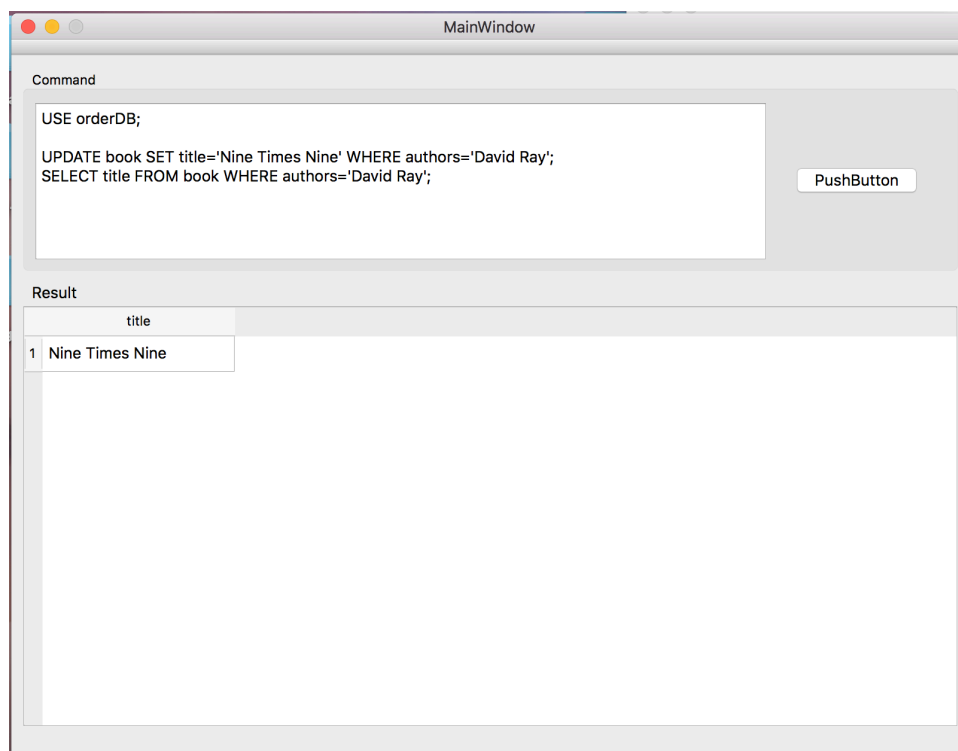 MainWindow
Command
USE orderDB;
UPDATE book SET title='Nine Times Nine' WHERE authors='David Ray';
SELECT title FROM book WHERE authors='David Ray';
PushButton
Result
title
1 Nine Times Nine